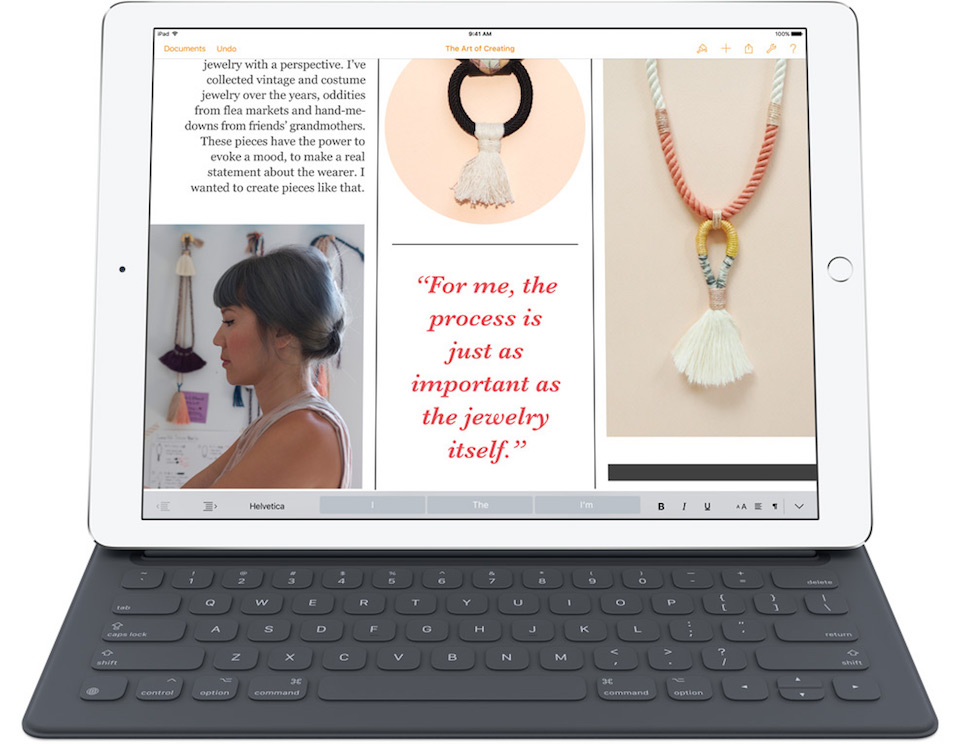 iPad 9:41 AM 100%
Documents Undo The Art of Creating ?
jewelry with a perspective. I’ve
collected vintage and costume
jewelry over the years, oddities
from flea markets and hand-me-
downs from friends’ grandmothers.
These pieces have the power to
evoke a mood, to make a real
statement about the wearer. I
wanted to create pieces like that.
“For me, the
process is
just as
important as
the jewelry
itself.”
Helvetica I The I'm B I U A A ¶
~ ! @ # $ % ^ & * ( ) _ +
` 1 2 3 4 5 6 7 8 9 0 - = delete
tab Q W E R T Y U I O P { [ } ] | \
caps lock A S D F G H J K L : ; " ' return
shift Z X C V B N M < , > . ? / shift
control option command command option